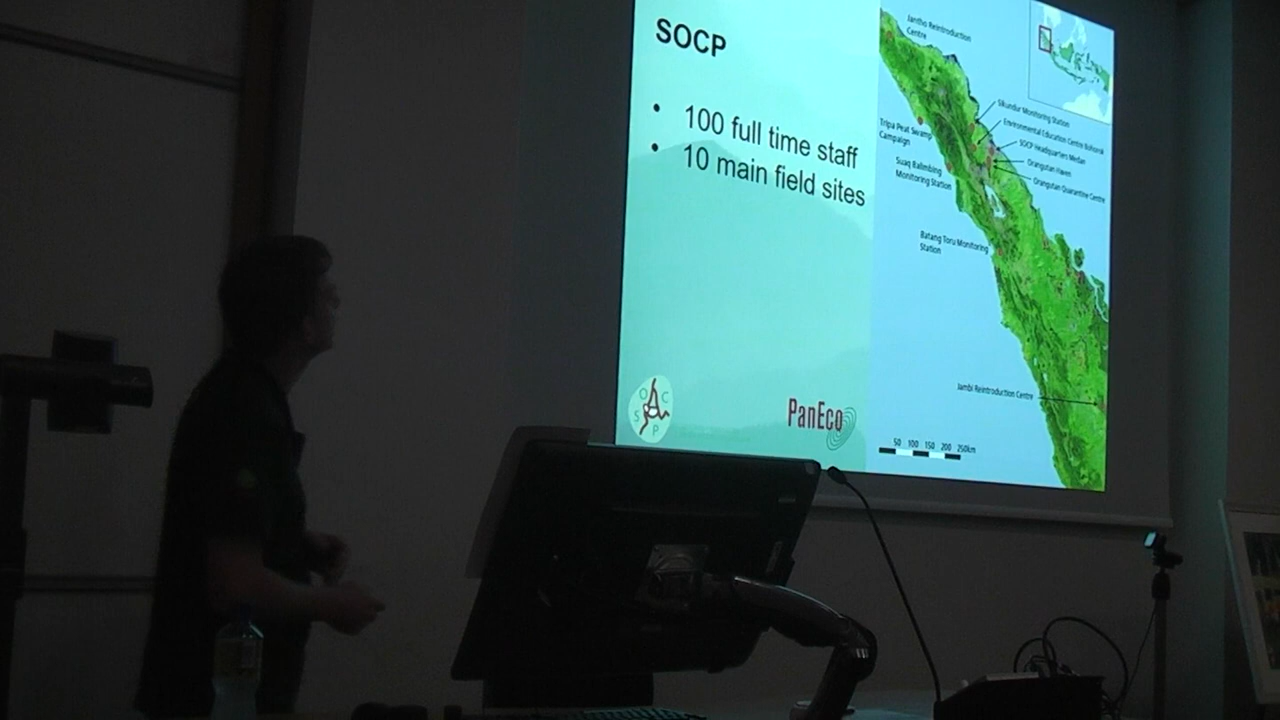 SOCP
• 100 full time staff
• 10 main field sites
Jantho Reintroduction
Centre
Sikundur Monitoring Station
Environmental Education Centre Bohorok
SOCP Headquarters Medan
Orangutan Haven
Orangutan Quarantine Centre
Tripa Peat Swamp
Campaign
Suaq Balimbing
Monitoring Station
Batang Toru Monitoring
Station
Jambi Reintroduction Centre
50 100 150 200 250km
O C
S P
PanEco